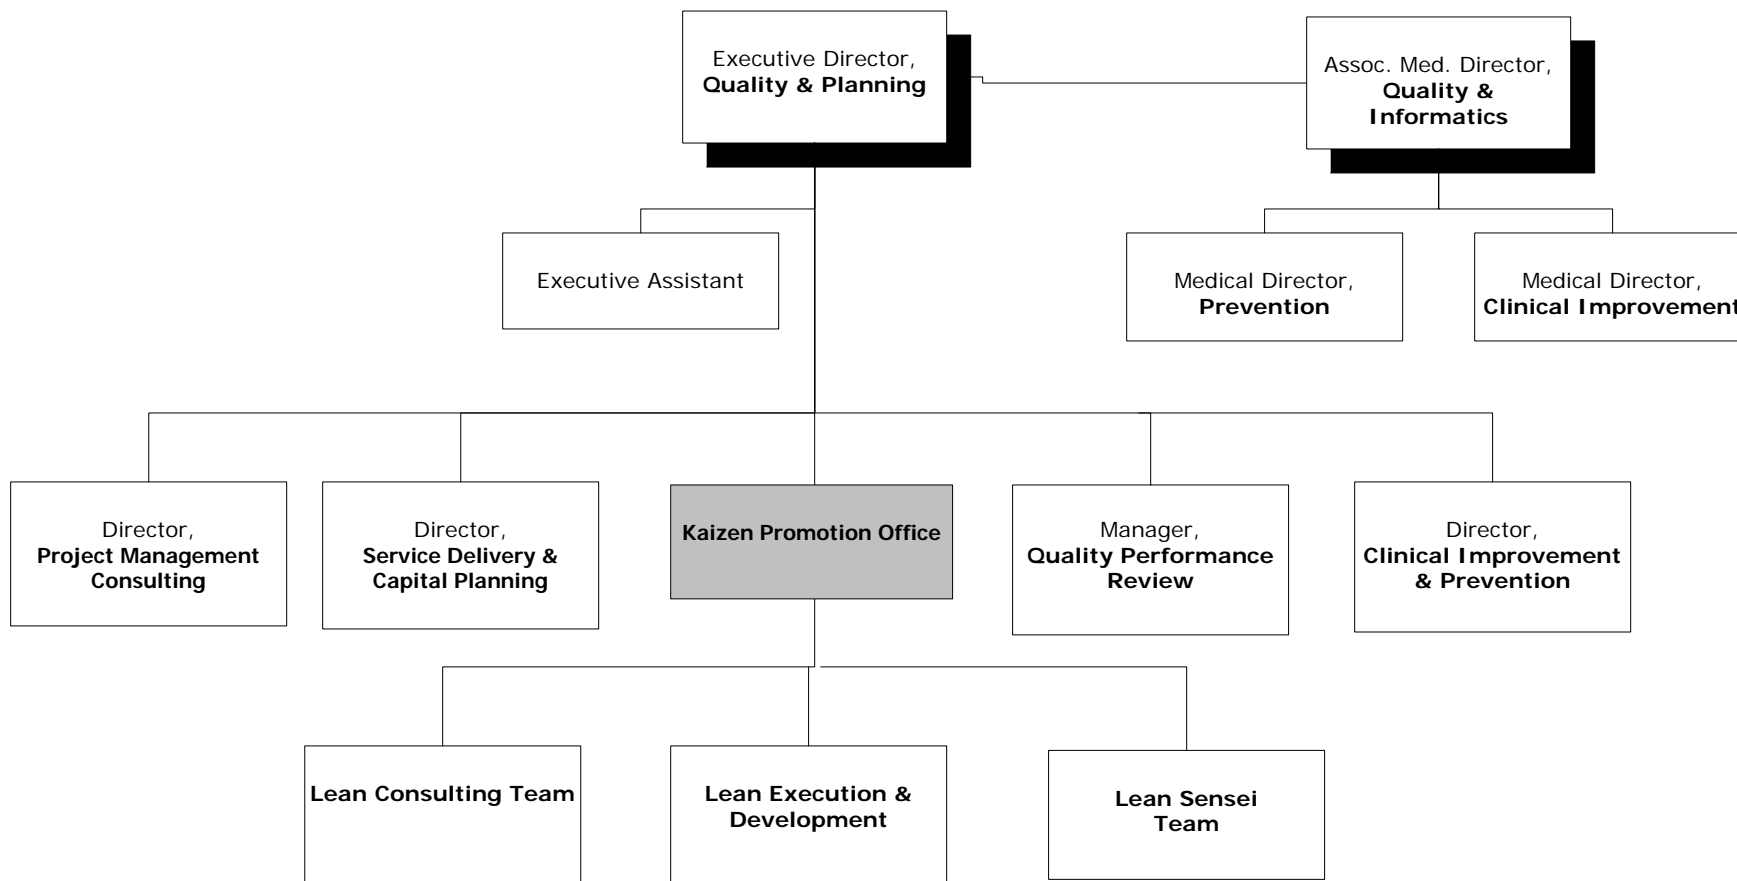 Executive Director,
Quality & Planning
Assoc. Med. Director,
Quality &
Informatics
Executive Assistant
Medical Director,
Prevention
Medical Director,
Clinical Improvement
Director,
Project Management
Consulting
Director,
Service Delivery &
Capital Planning
Kaizen Promotion Office
Manager,
Quality Performance
Review
Director,
Clinical Improvement
& Prevention
Lean Consulting Team
Lean Execution &
Development
Lean Sensei
Team